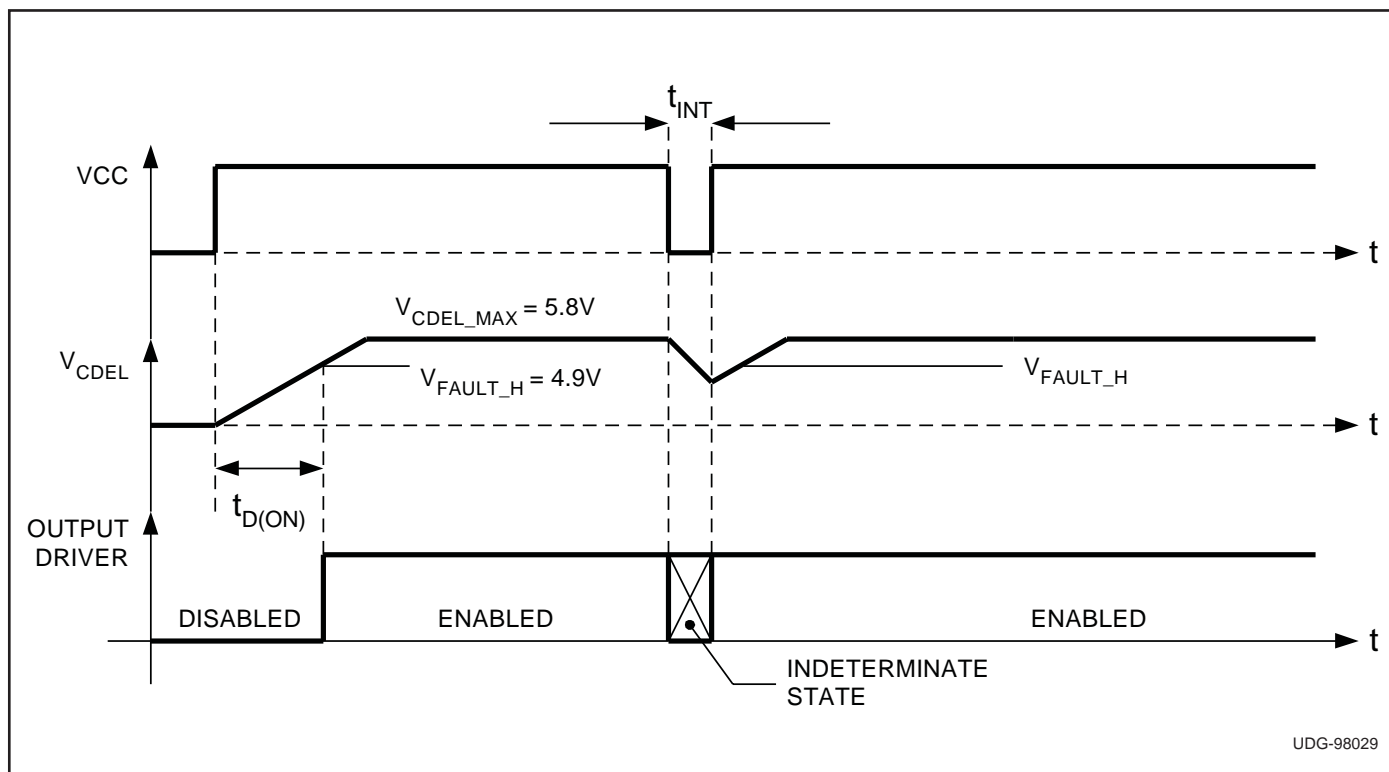 tINT
VCC
t
VCDEL_MAX = 5.8V
VCDEL
VFAULT_H = 4.9V
VFAULT_H
t
tD(ON)
OUTPUT
DRIVER
DISABLED
ENABLED
ENABLED
t
INDETERMINATE
STATE
UDG-98029